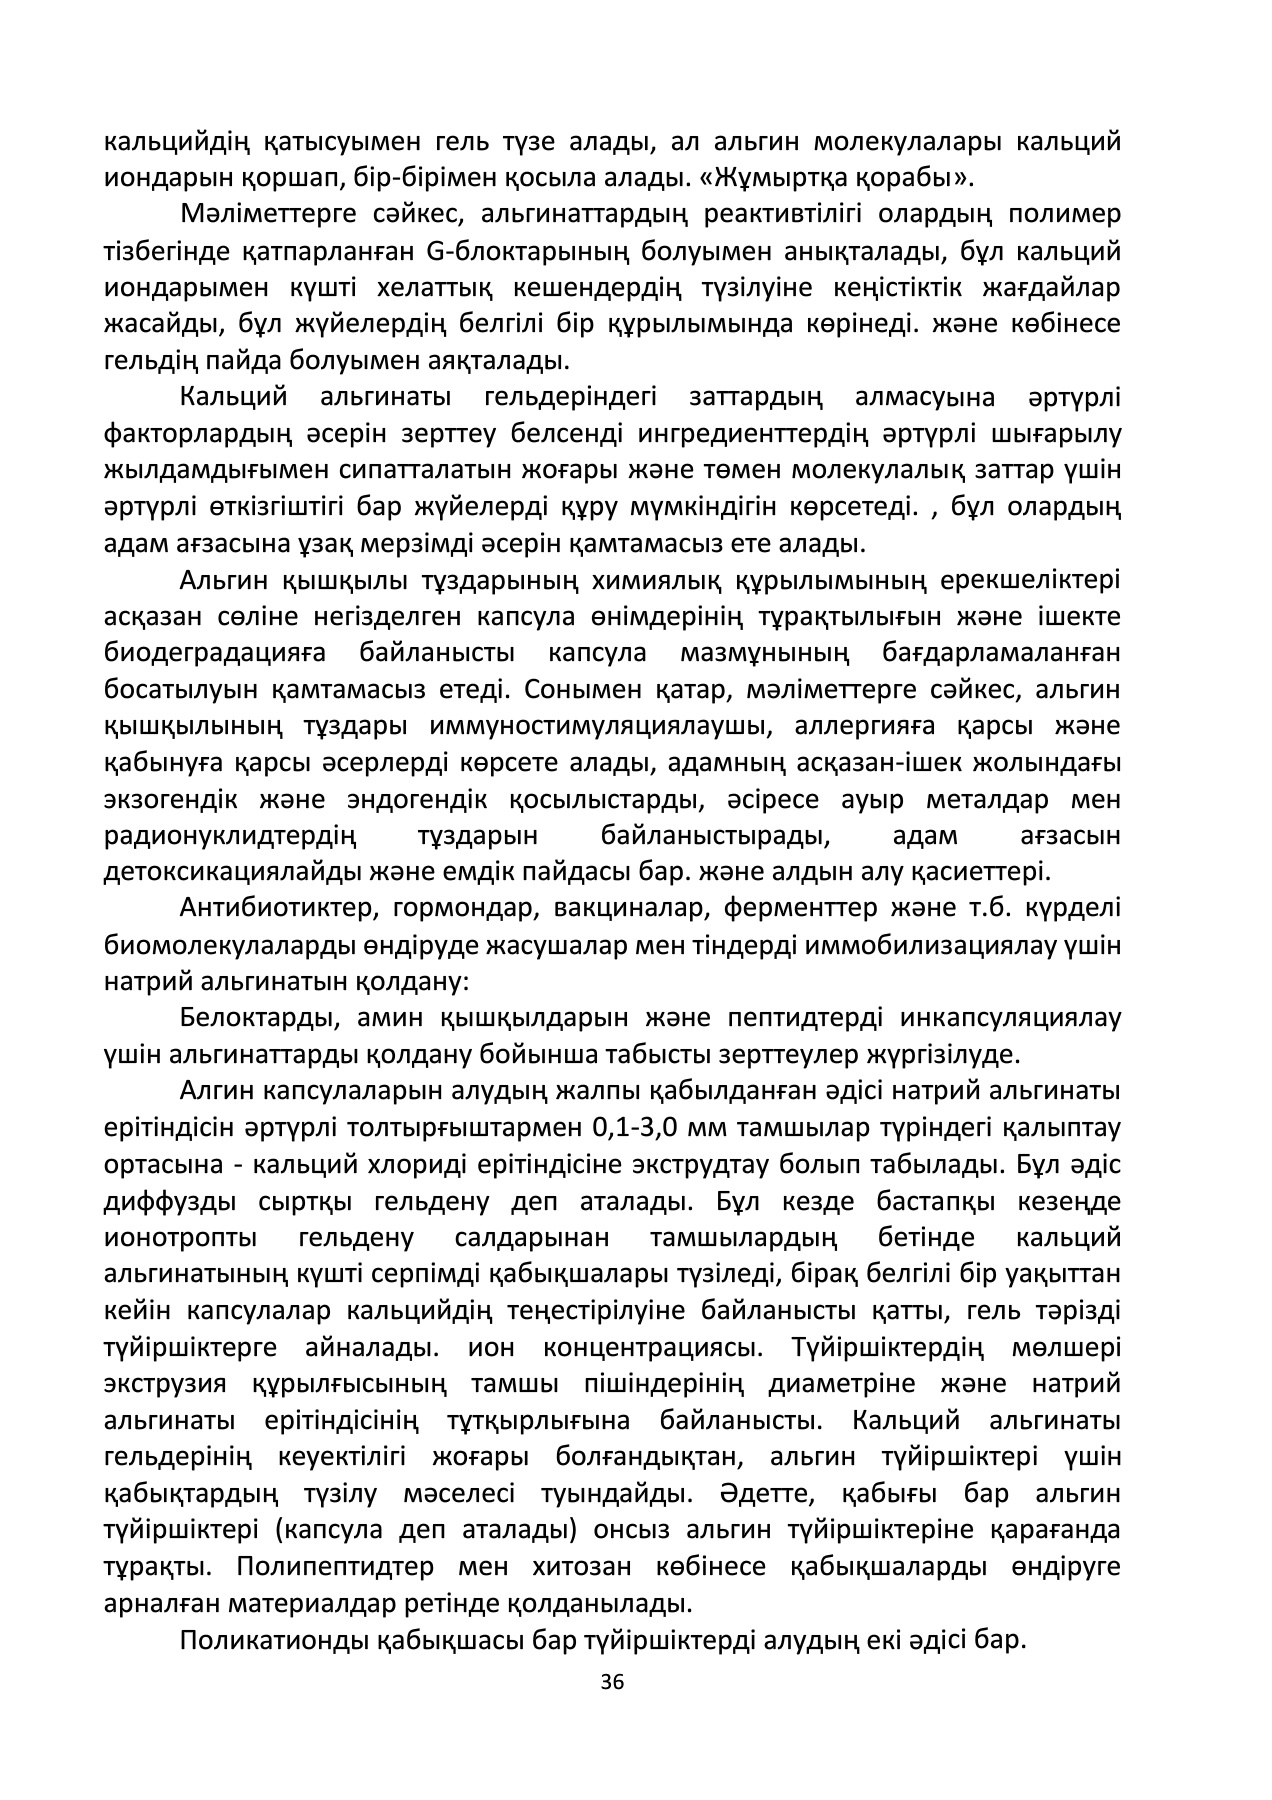 кальцийдің қатысуымен гель түзе алады, ал альгин молекулалары кальций
иондарын қоршап, бір-бірімен қосыла алады. «Жұмыртқа қорабы».
Мәліметтерге сәйкес, альгинаттардың реактивтілігі олардың полимер
тізбегінде қатпарланған G-блоктарының болуымен анықталады, бұл кальций
иондарымен күшті хелаттық кешендердің түзілуіне кеңістіктік жағдайлар
жасайды, бұл жүйелердің белгілі бір құрылымында көрінеді. және көбінесе
гельдің пайда болуымен аяқталады.
Кальций альгинаты гельдеріндегі заттардың алмасуына әртүрлі
факторлардың әсерін зерттеу белсенді ингредиенттердің әртүрлі шығарылу
жылдамдығымен сипатталатын жоғары және төмен молекулалық заттар үшін
әртүрлі өткізгіштігі бар жүйелерді құру мүмкіндігін көрсетеді. , бұл олардың
адам ағзасына ұзақ мерзімді әсерін қамтамасыз ете алады.
Альгин қышқылы тұздарының химиялық құрылымының ерекшеліктері
асқазан сөліне негізделген капсула өнімдерінің тұрақтылығын және ішекте
биодеградацияға байланысты капсула мазмұнының бағдарламаланған
босатылуын қамтамасыз етеді. Сонымен қатар, мәліметтерге сәйкес, альгин
қышқылының тұздары иммуностимуляциялаушы, аллергияға қарсы және
қабынуға қарсы әсерлерді көрсете алады, адамның асқазан-ішек жолындағы
экзогендік және эндогендік қосылыстарды, әсіресе ауыр металдар мен
радионуклидтердің тұздарын байланыстырады, адам ағзасын
детоксикациялайды және емдік пайдасы бар. және алдын алу қасиеттері.
Антибиотиктер, гормондар, вакциналар, ферменттер және т.б. күрделі
биомолекулаларды өндіруде жасушалар мен тіндерді иммобилизациялау үшін
натрий альгинатын қолдану:
Белоктарды, амин қышқылдарын және пептидтерді инкапсуляциялау
үшін альгинаттарды қолдану бойынша табысты зерттеулер жүргізілуде.
Алгин капсулаларын алудың жалпы қабылданған әдісі натрий альгинаты
ерітіндісін әртүрлі толтырғыштармен 0,1-3,0 мм тамшылар түріндегі қалыптау
ортасына - кальций хлориді ерітіндісіне экструдтау болып табылады. Бұл әдіс
диффузды сыртқы гельдену деп аталады. Бұл кезде бастапқы кезеңде
ионотропты гельдену салдарынан тамшылардың бетінде кальций
альгинатының күшті серпімді қабықшалары түзіледі, бірақ белгілі бір уақыттан
кейін капсулалар кальцийдің теңестірілуіне байланысты қатты, гель тәрізді
түйіршіктерге айналады. ион концентрациясы. Түйіршіктердің мөлшері
экструзия құрылғысының тамшы пішіндерінің диаметріне және натрий
альгинаты ерітіндісінің тұтқырлығына байланысты. Кальций альгинаты
гельдерінің кеуектілігі жоғары болғандықтан, альгин түйіршіктері үшін
қабықтардың түзілу мәселесі туындайды. Әдетте, қабығы бар альгин
түйіршіктері (капсула деп аталады) онсыз альгин түйіршіктеріне қарағанда
тұрақты. Полипептидтер мен хитозан көбінесе қабықшаларды өндіруге
арналған материалдар ретінде қолданылады.
Поликатионды қабықшасы бар түйіршіктерді алудың екі әдісі бар.
36